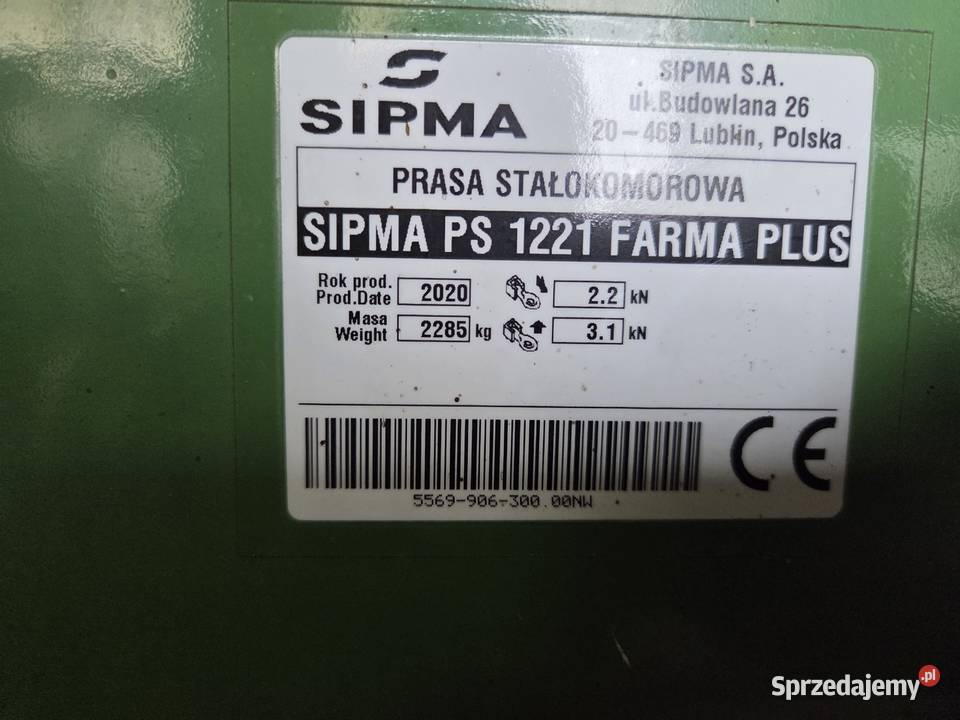 SIPMA
SIPMA S.A.
ul.Budowlana 26
20-469 Lublin, Polska
PRASA STAŁOKOMOROWA
SIPMA PS 1221 FARMA PLUS
Rok prod.
Prod.Date 2020
2.2 kN
Masa
Weight 2285 kg
3.1 kN
CE
5569-906-300.00NW
Sprzedajemy.pl